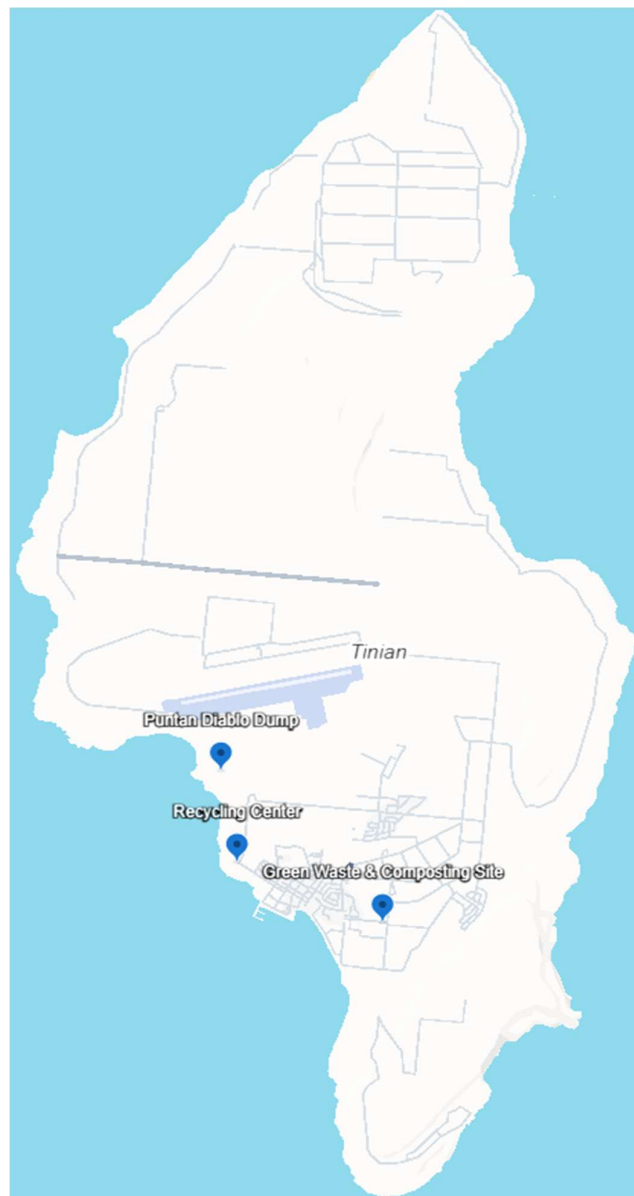 Tinian
Puntan Diablo Dump
Recycling Center
Green Waste & Composting Site